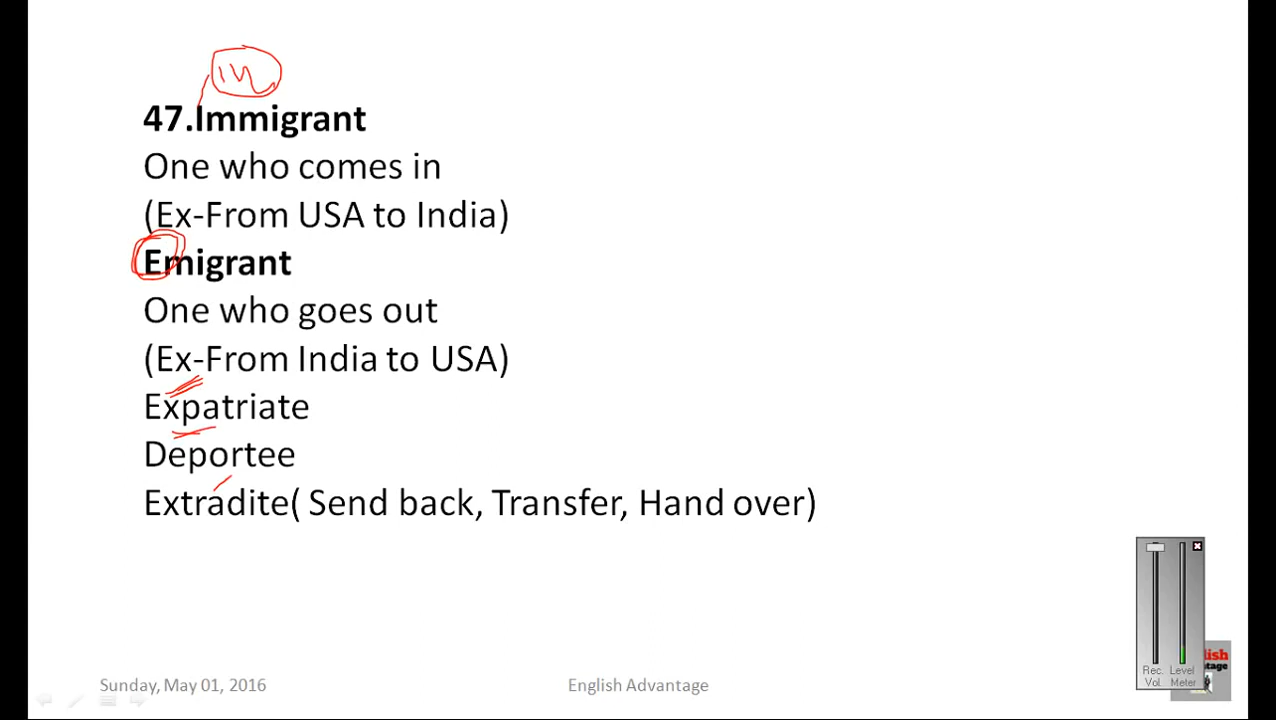 in
47.Immigrant
One who comes in
(Ex-From USA to India)
Emigrant
One who goes out
(Ex-From India to USA)
Expatriate
Deportee
Extradite( Send back, Transfer, Hand over)
Rec. Level
Vol. Meter
Sunday, May 01, 2016
English Advantage